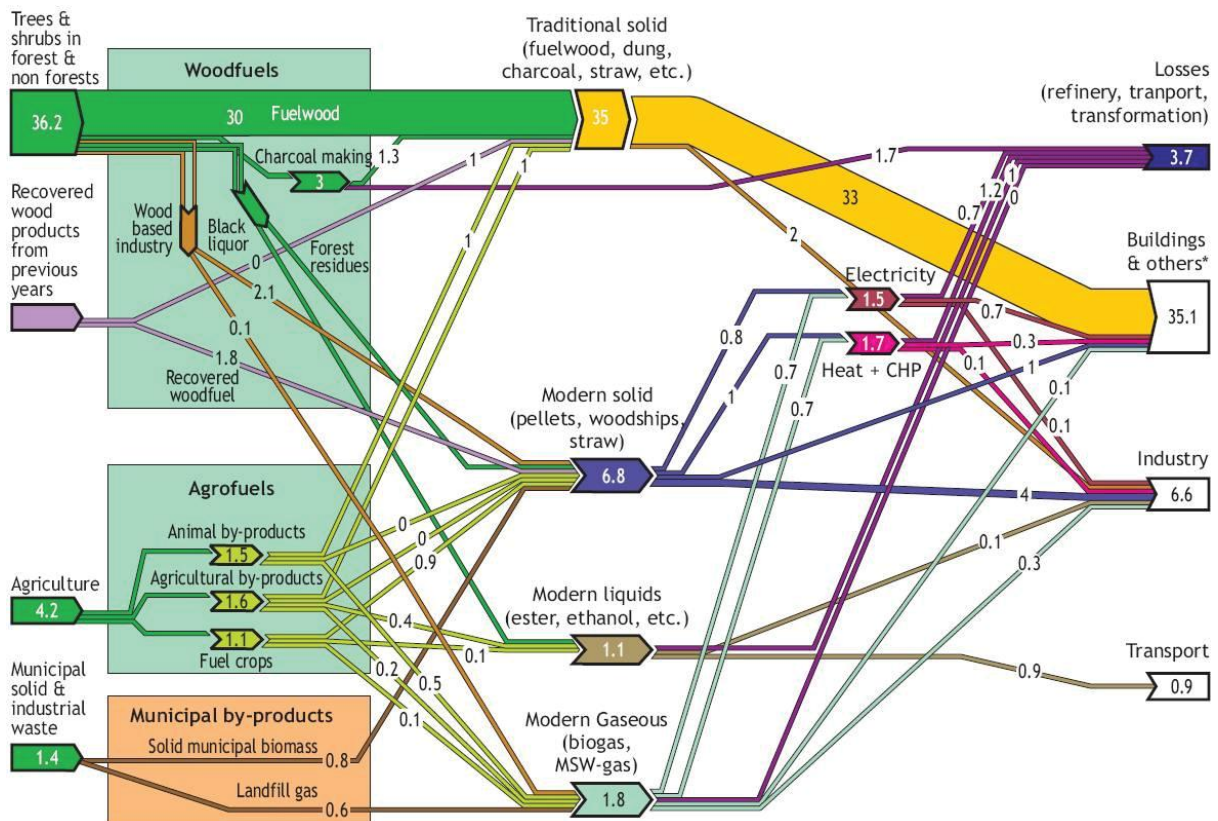 Trees &
shrubs in
forest &
non forests
36.2
Recovered
wood
products
from
previous
years
Agriculture
4.2
Municipal
solid &
industrial
waste
1.4
Woodfuels
30
Fuelwood
Charcoal making
1.3
3
Wood
based
industry
Black
liquor
Forest
residues
0
2.1
0.1
1.8
Recovered
woodfuel
Agrofuels
Animal by-products
1.5
Agricultural by-products
1.6
1.1
Fuel crops
Municipal by-products
Solid municipal biomass
0.8
Landfill gas
0.6
1
1
1
0
0
0.9
0.4
0.1
0.2
0.5
0.1
Traditional solid
(fuelwood, dung,
charcoal, straw, etc.)
35
Modern solid
(pellets, woodships,
straw)
6.8
Modern liquids
(ester, ethanol, etc.)
1.1
Modern Gaseous
(biogas,
MSW-gas)
1.8
1.7
33
2
0.7
1.2
1
0
Electricity
1.5
1.7
Heat + CHP
0.8
1
0.7
0.7
0.7
0.3
0.1
1
0.1
0.1
4
0.1
0.3
0.9
Losses
(refinery, tranport,
transformation)
3.7
Buildings
& others*
35.1
Industry
6.6
Transport
0.9